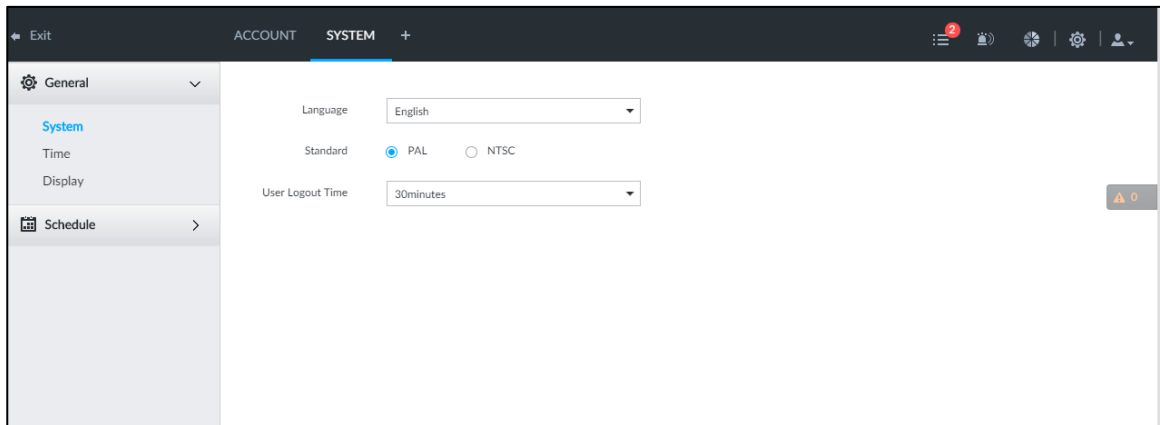 Exit
ACCOUNT SYSTEM +
2
General
System
Time
Display
Schedule
Language English
Standard PAL NTSC
User Logout Time 30minutes
0